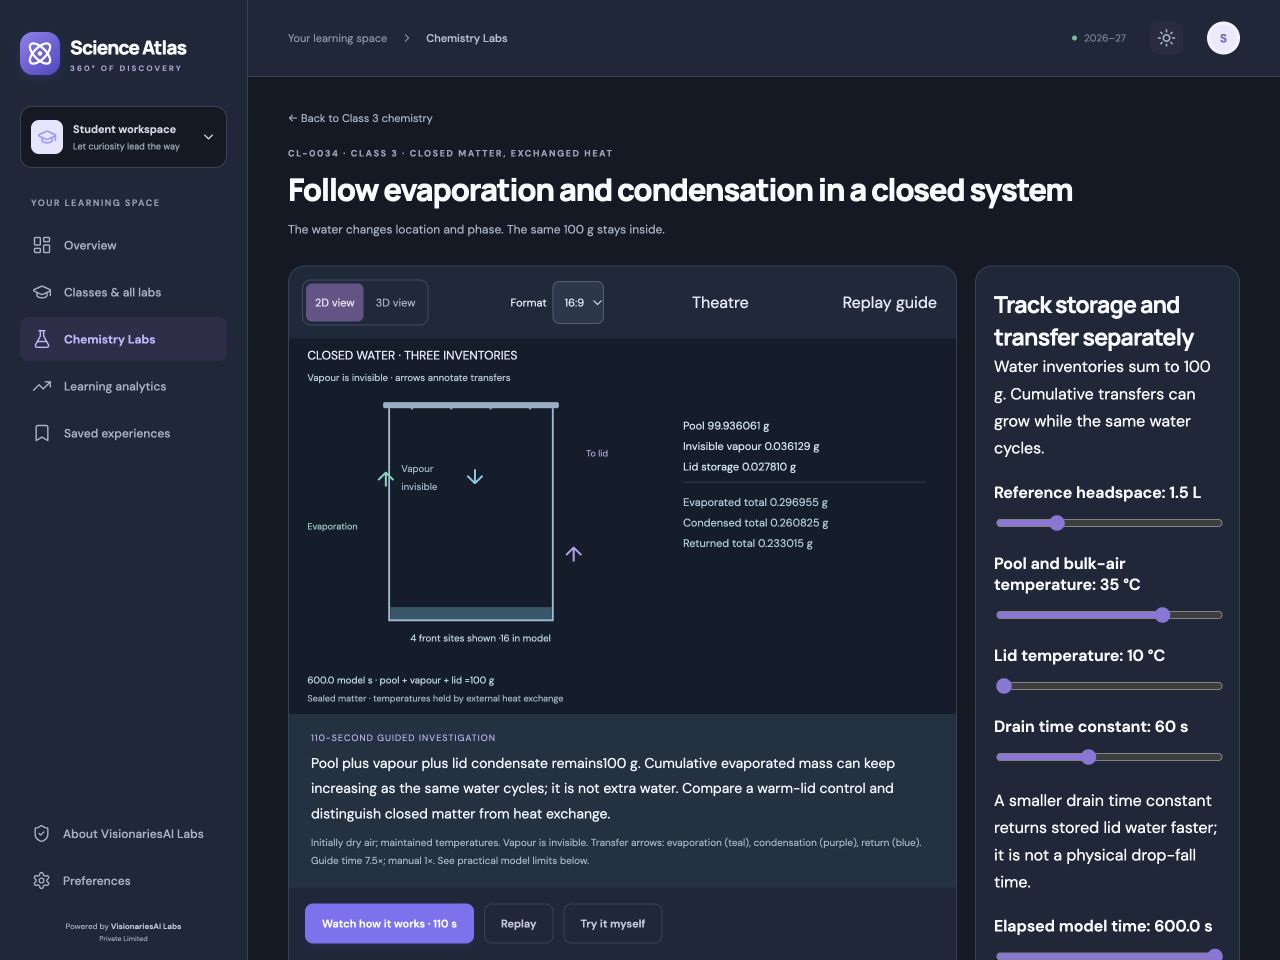 Science Atlas
360° OF DISCOVERY
Student workspace
Let curiosity lead the way
YOUR LEARNING SPACE
Overview
Classes & all labs
Chemistry Labs
Learning analytics
Saved experiences
About VisionariesAI Labs
Preferences
Powered by VisionariesAI Labs
Private Limited
Your learning space
Chemistry Labs
2026–27
S
← Back to Class 3 chemistry
CL-0034 · CLASS 3 · CLOSED MATTER, EXCHANGED HEAT
Follow evaporation and condensation in a closed system
The water changes location and phase. The same 100 g stays inside.
2D view
3D view
Format
16:9
Theatre
Replay guide
CLOSED WATER · THREE INVENTORIES
Vapour is invisible · arrows annotate transfers
Vapour
invisible
To lid
Evaporation
4 front sites shown ·16 in model
Pool 99.936061 g
Invisible vapour 0.036129 g
Lid storage 0.027810 g
Evaporated total 0.296955 g
Condensed total 0.260825 g
Returned total 0.233015 g
600.0 model s · pool + vapour + lid =100 g
Sealed matter · temperatures held by external heat exchange
110-SECOND GUIDED INVESTIGATION
Pool plus vapour plus lid condensate remains100 g. Cumulative evaporated mass can keep
increasing as the same water cycles; it is not extra water. Compare a warm-lid control and
distinguish closed matter from heat exchange.
Initially dry air; maintained temperatures. Vapour is invisible. Transfer arrows: evaporation (teal), condensation (purple), return (blue).
Guide time 7.5×; manual 1×. See practical model limits below.
Watch how it works · 110 s
Replay
Try it myself
Track storage and
transfer separately
Water inventories sum to 100
g. Cumulative transfers can
grow while the same water
cycles.
Reference headspace: 1.5 L
Pool and bulk-air
temperature: 35 °C
Lid temperature: 10 °C
Drain time constant: 60 s
A smaller drain time constant
returns stored lid water faster;
it is not a physical drop-fall
time.
Elapsed model time: 600.0 s